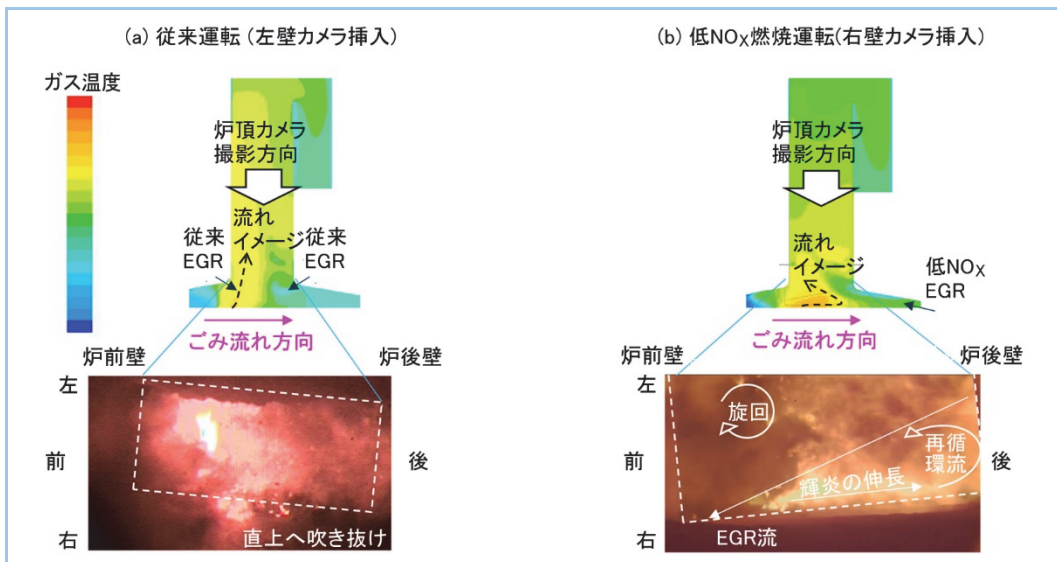 (a) 従来運転 (左壁カメラ挿入)
ガス温度
炉頂カメラ
撮影方向
流れ
イメージ
従来
EGR
従来
EGR
ごみ流れ方向
炉前壁
炉後壁
左
前
後
右
直上へ吹き抜け
(b) 低NOX燃焼運転(右壁カメラ挿入)
炉頂カメラ
撮影方向
流れ
イメージ
低NOX
EGR
ごみ流れ方向
炉前壁
炉後壁
左
前
後
右
旋回
再循
環流
輝炎の伸長
EGR流